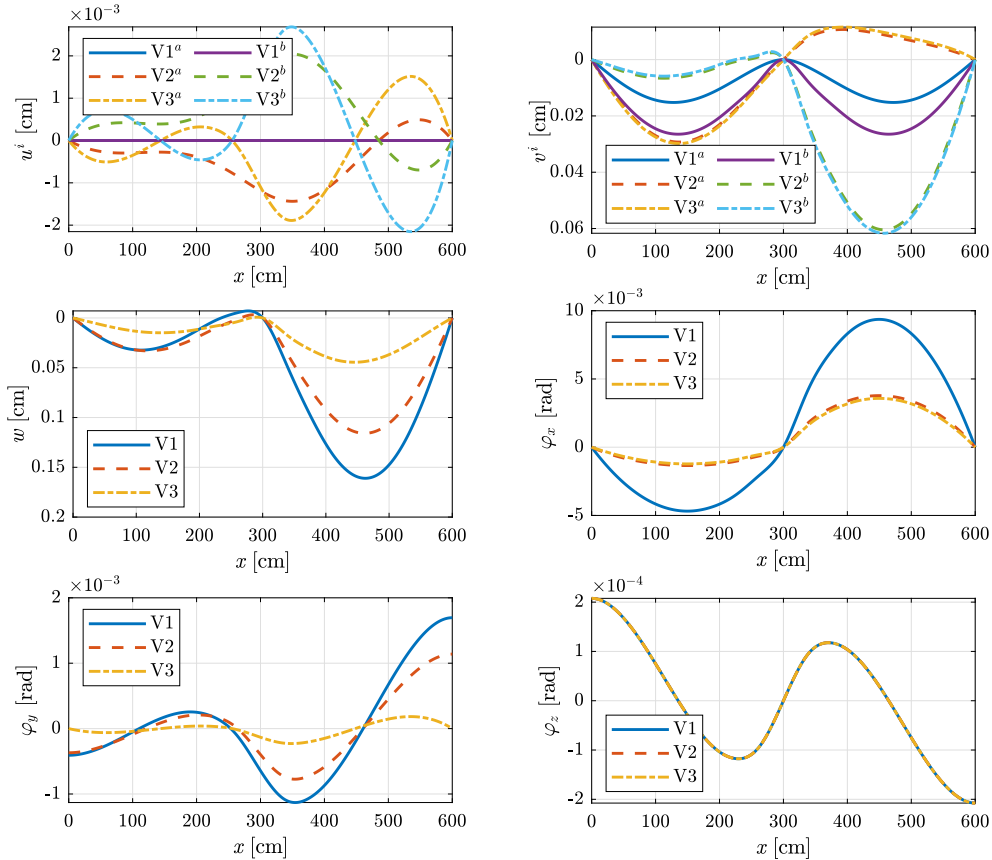 ×10⁻³
2
1
0
-1
-2
uⁱ [cm]
V1ᵃ V1ᵇ
V2ᵃ V2ᵇ
V3ᵃ V3ᵇ
0 100 200 300 400 500 600
x [cm]
0
0.02
0.04
0.06
vⁱ [cm]
V1ᵃ V1ᵇ
V2ᵃ V2ᵇ
V3ᵃ V3ᵇ
0 100 200 300 400 500 600
x [cm]
0
0.05
0.1
0.15
0.2
w [cm]
V1
V2
V3
0 100 200 300 400 500 600
x [cm]
×10⁻³
10
5
0
-5
φₓ [rad]
V1
V2
V3
0 100 200 300 400 500 600
x [cm]
×10⁻³
2
1
0
-1
φ_y [rad]
V1
V2
V3
0 100 200 300 400 500 600
x [cm]
×10⁻⁴
2
1
0
-1
-2
φ_z [rad]
V1
V2
V3
0 100 200 300 400 500 600
x [cm]